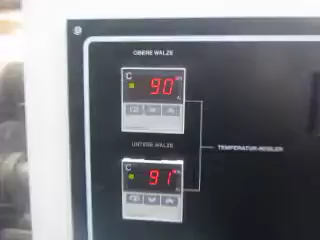 OBERE WALZE
C
90
UNTERE WALZE
C
91
TEMPERATUR-REGLER